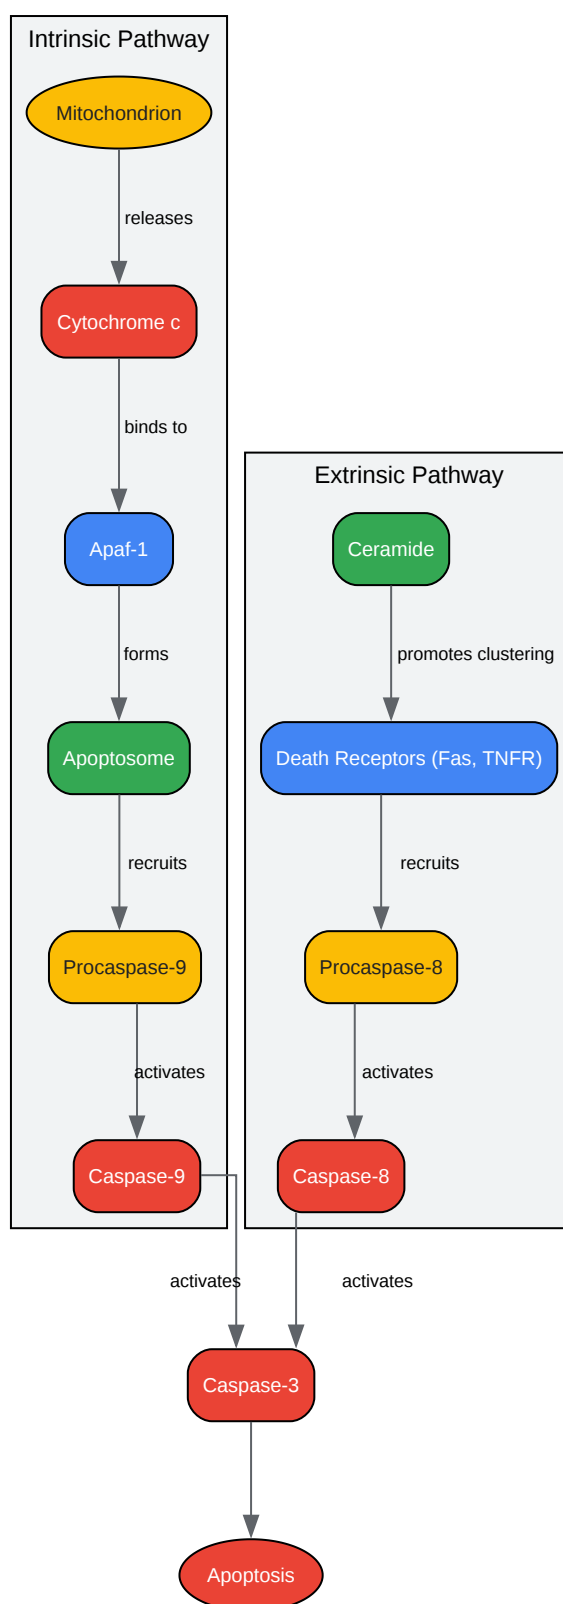 Intrinsic Pathway
Mitochondrion
releases
Cytochrome c
binds to
Apaf-1
forms
Apoptosome
recruits
Procaspase-9
activates
Caspase-9
activates
Extrinsic Pathway
Ceramide
promotes clustering
Death Receptors (Fas, TNFR)
recruits
Procaspase-8
activates
Caspase-8
activates
Caspase-3
Apoptosis